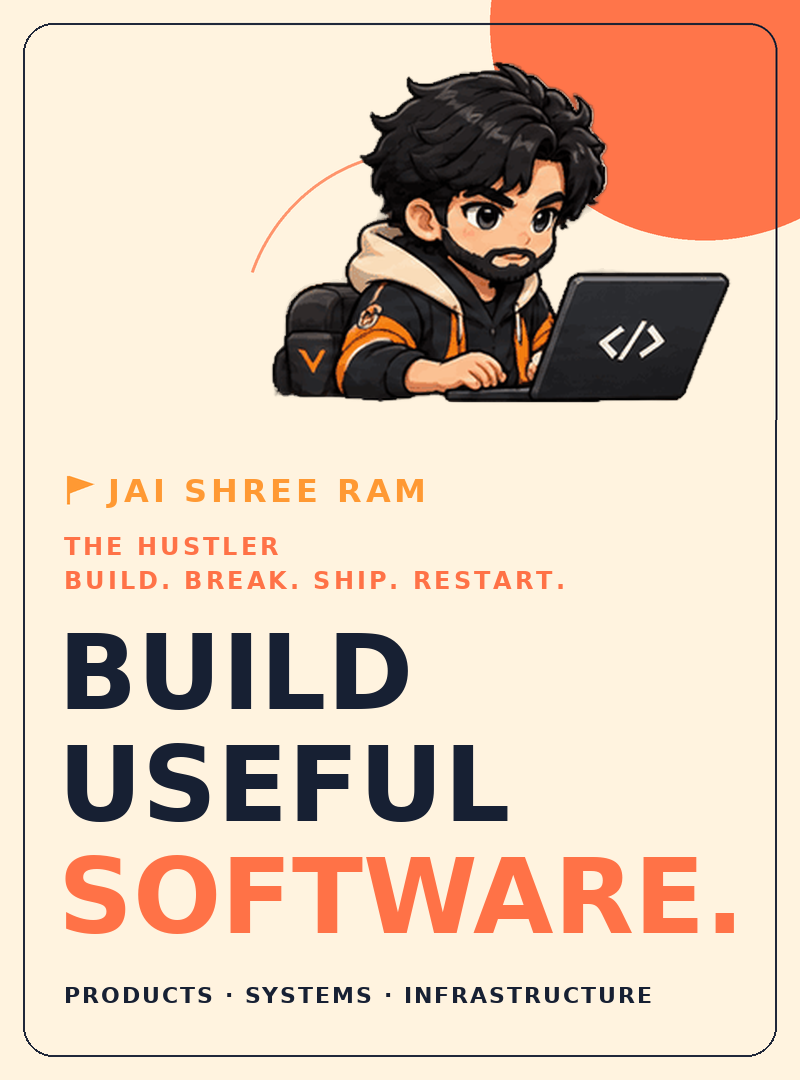 </>
JAI SHREE RAM
THE HUSTLER
BUILD. BREAK. SHIP. RESTART.
BUILD
USEFUL
SOFTWARE.
PRODUCTS · SYSTEMS · INFRASTRUCTURE